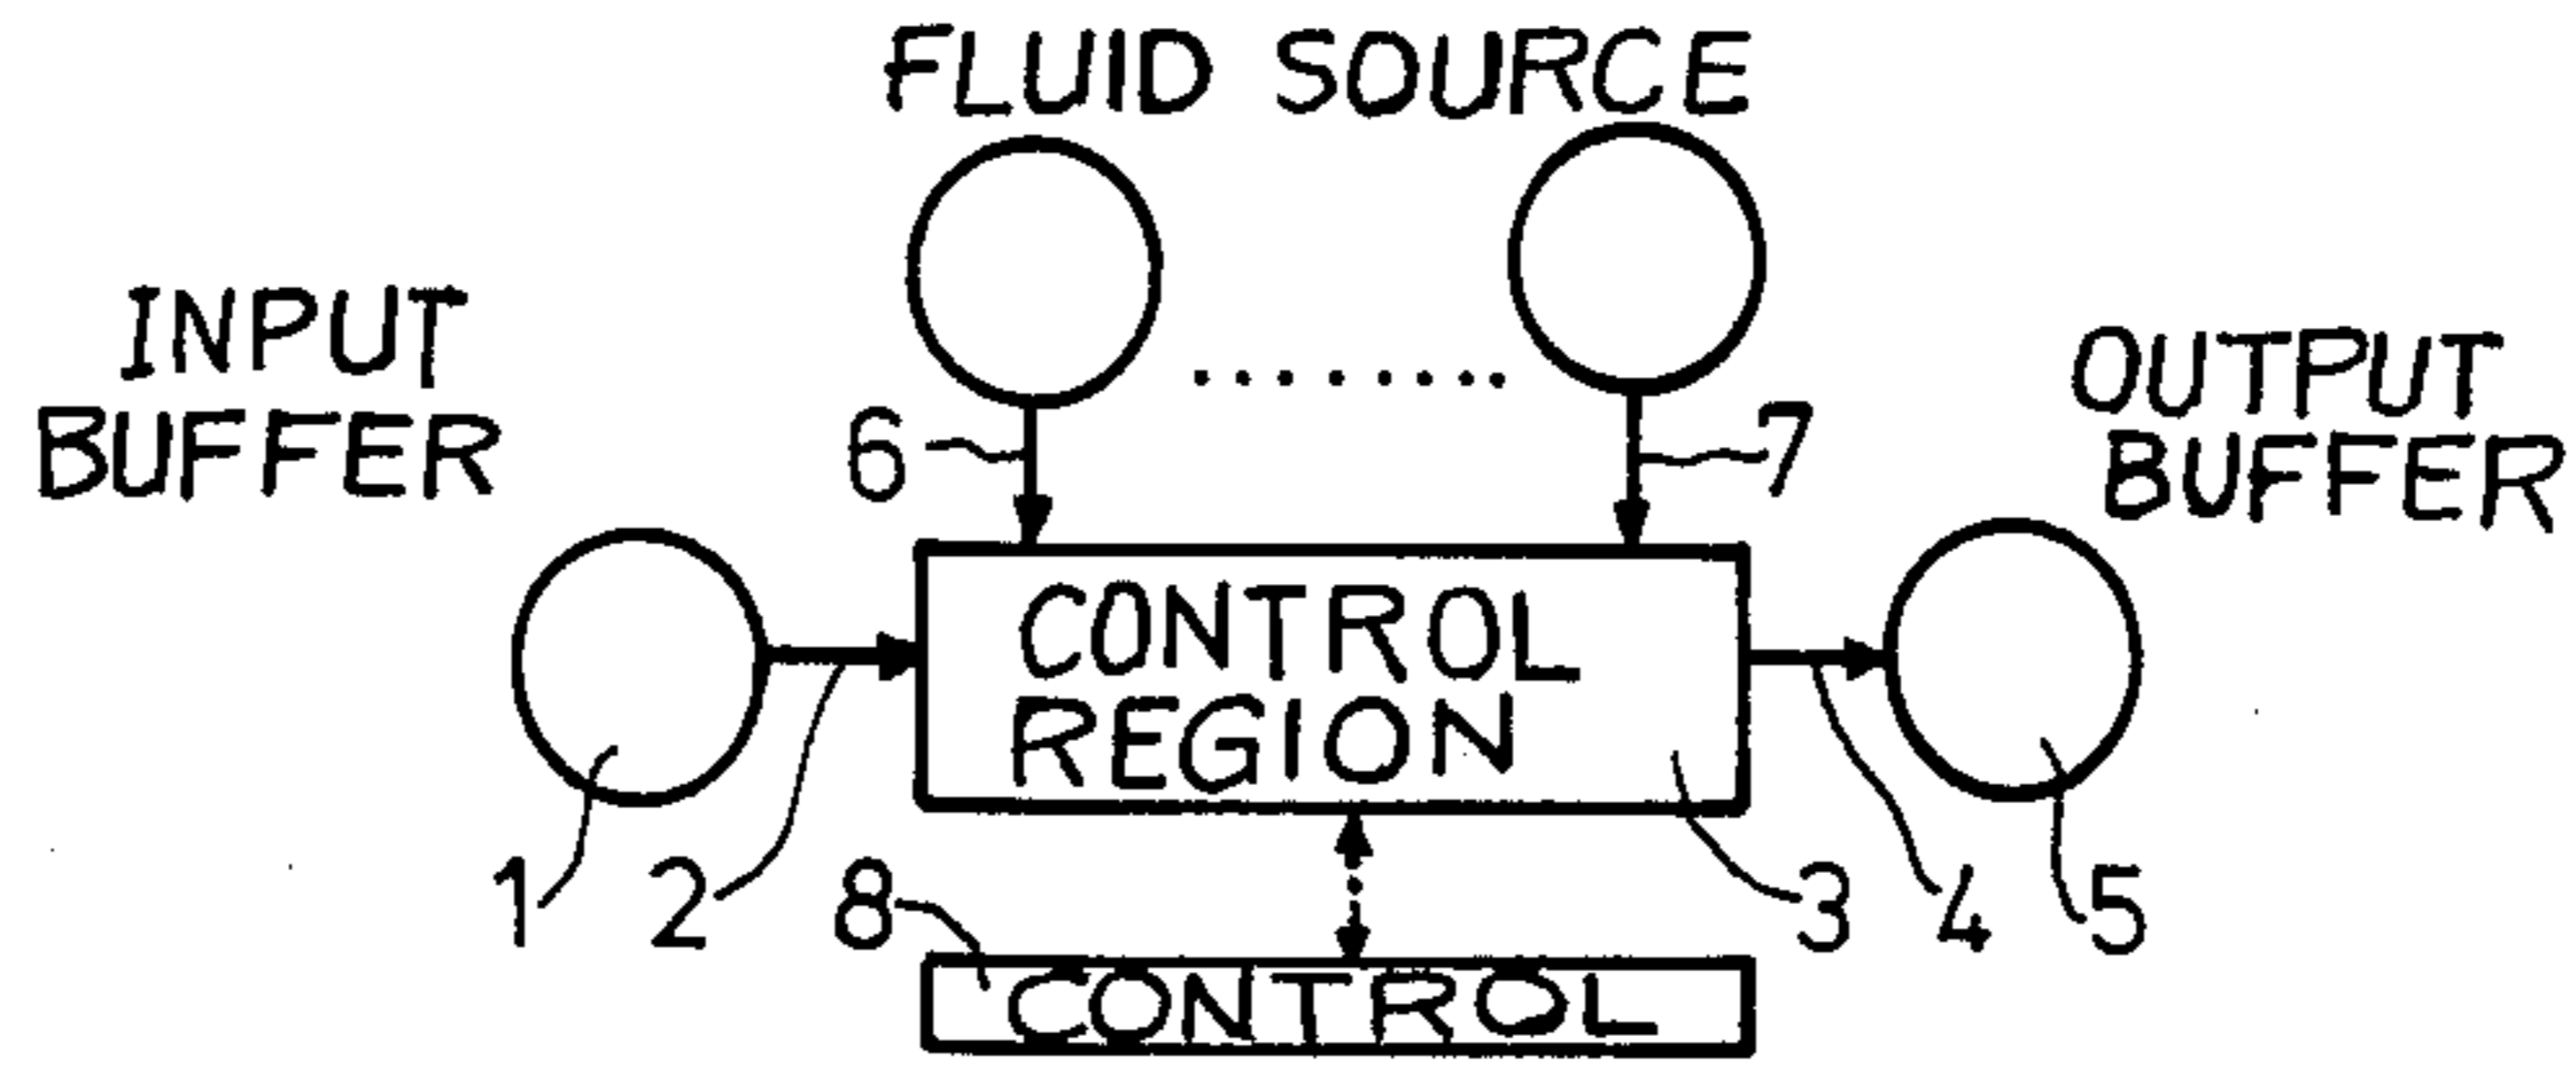 FLUID SOURCE
INPUT
BUFFER
OUTPUT
BUFFER
6
7
CONTROL
REGION
1
2
8
3
4
5
CONTROL